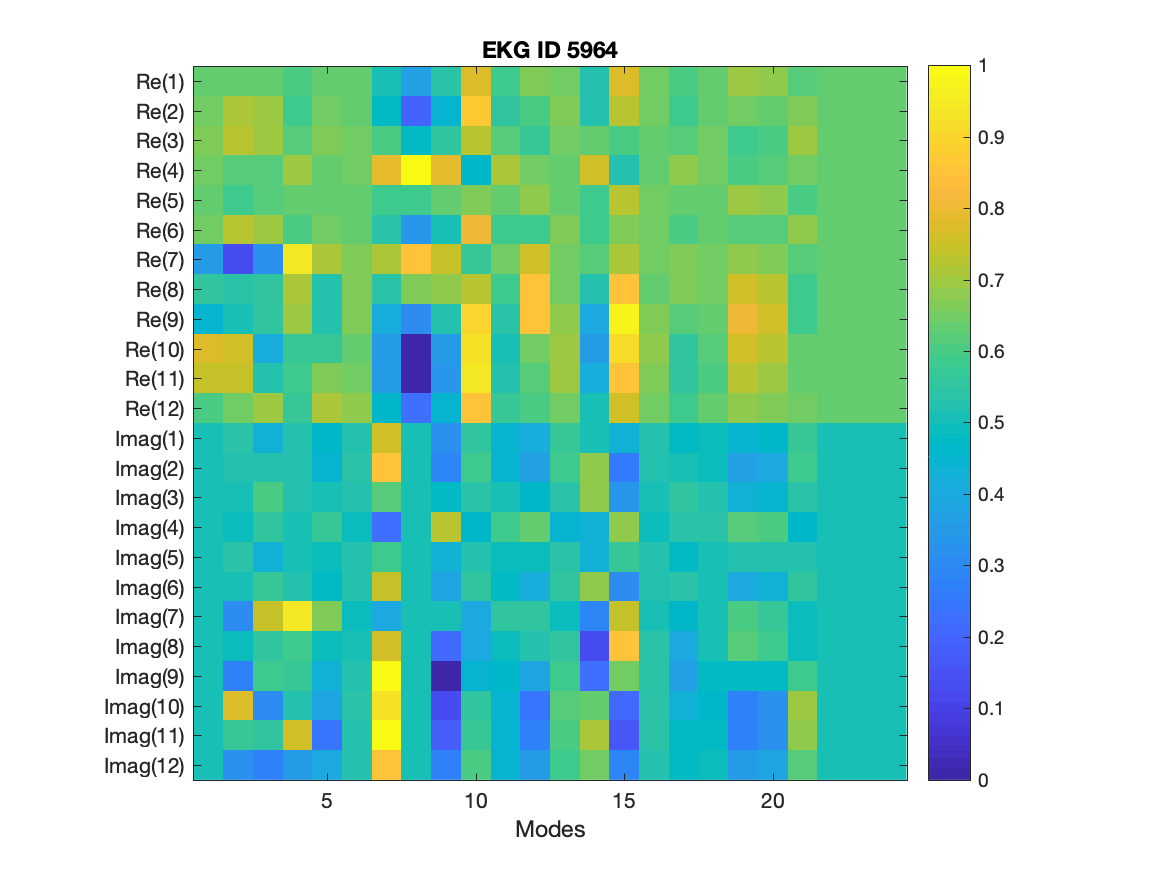 EKG ID 5964
Re(1)
Re(2)
Re(3)
Re(4)
Re(5)
Re(6)
Re(7)
Re(8)
Re(9)
Re(10)
Re(11)
Re(12)
Imag(1)
Imag(2)
Imag(3)
Imag(4)
Imag(5)
Imag(6)
Imag(7)
Imag(8)
Imag(9)
Imag(10)
Imag(11)
Imag(12)
5 10 15 20
Modes
1
0.9
0.8
0.7
0.6
0.5
0.4
0.3
0.2
0.1
0